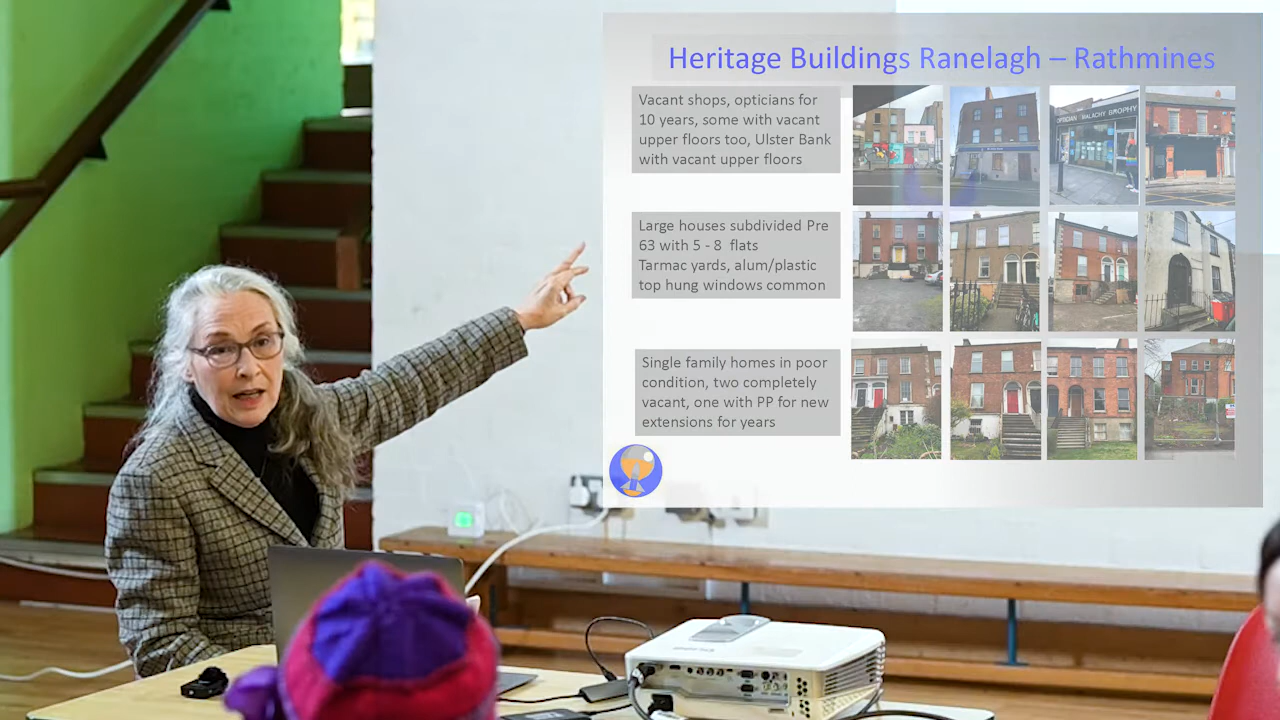 Heritage Buildings Ranelagh – Rathmines
Vacant shops, opticians for
10 years, some with vacant
upper floors too, Ulster Bank
with vacant upper floors
OPTICIAN MALACHY BROPHY
Large houses subdivided Pre
63 with 5 - 8 flats
Tarmac yards, alum/plastic
top hung windows common
Single family homes in poor
condition, two completely
vacant, one with PP for new
extensions for years